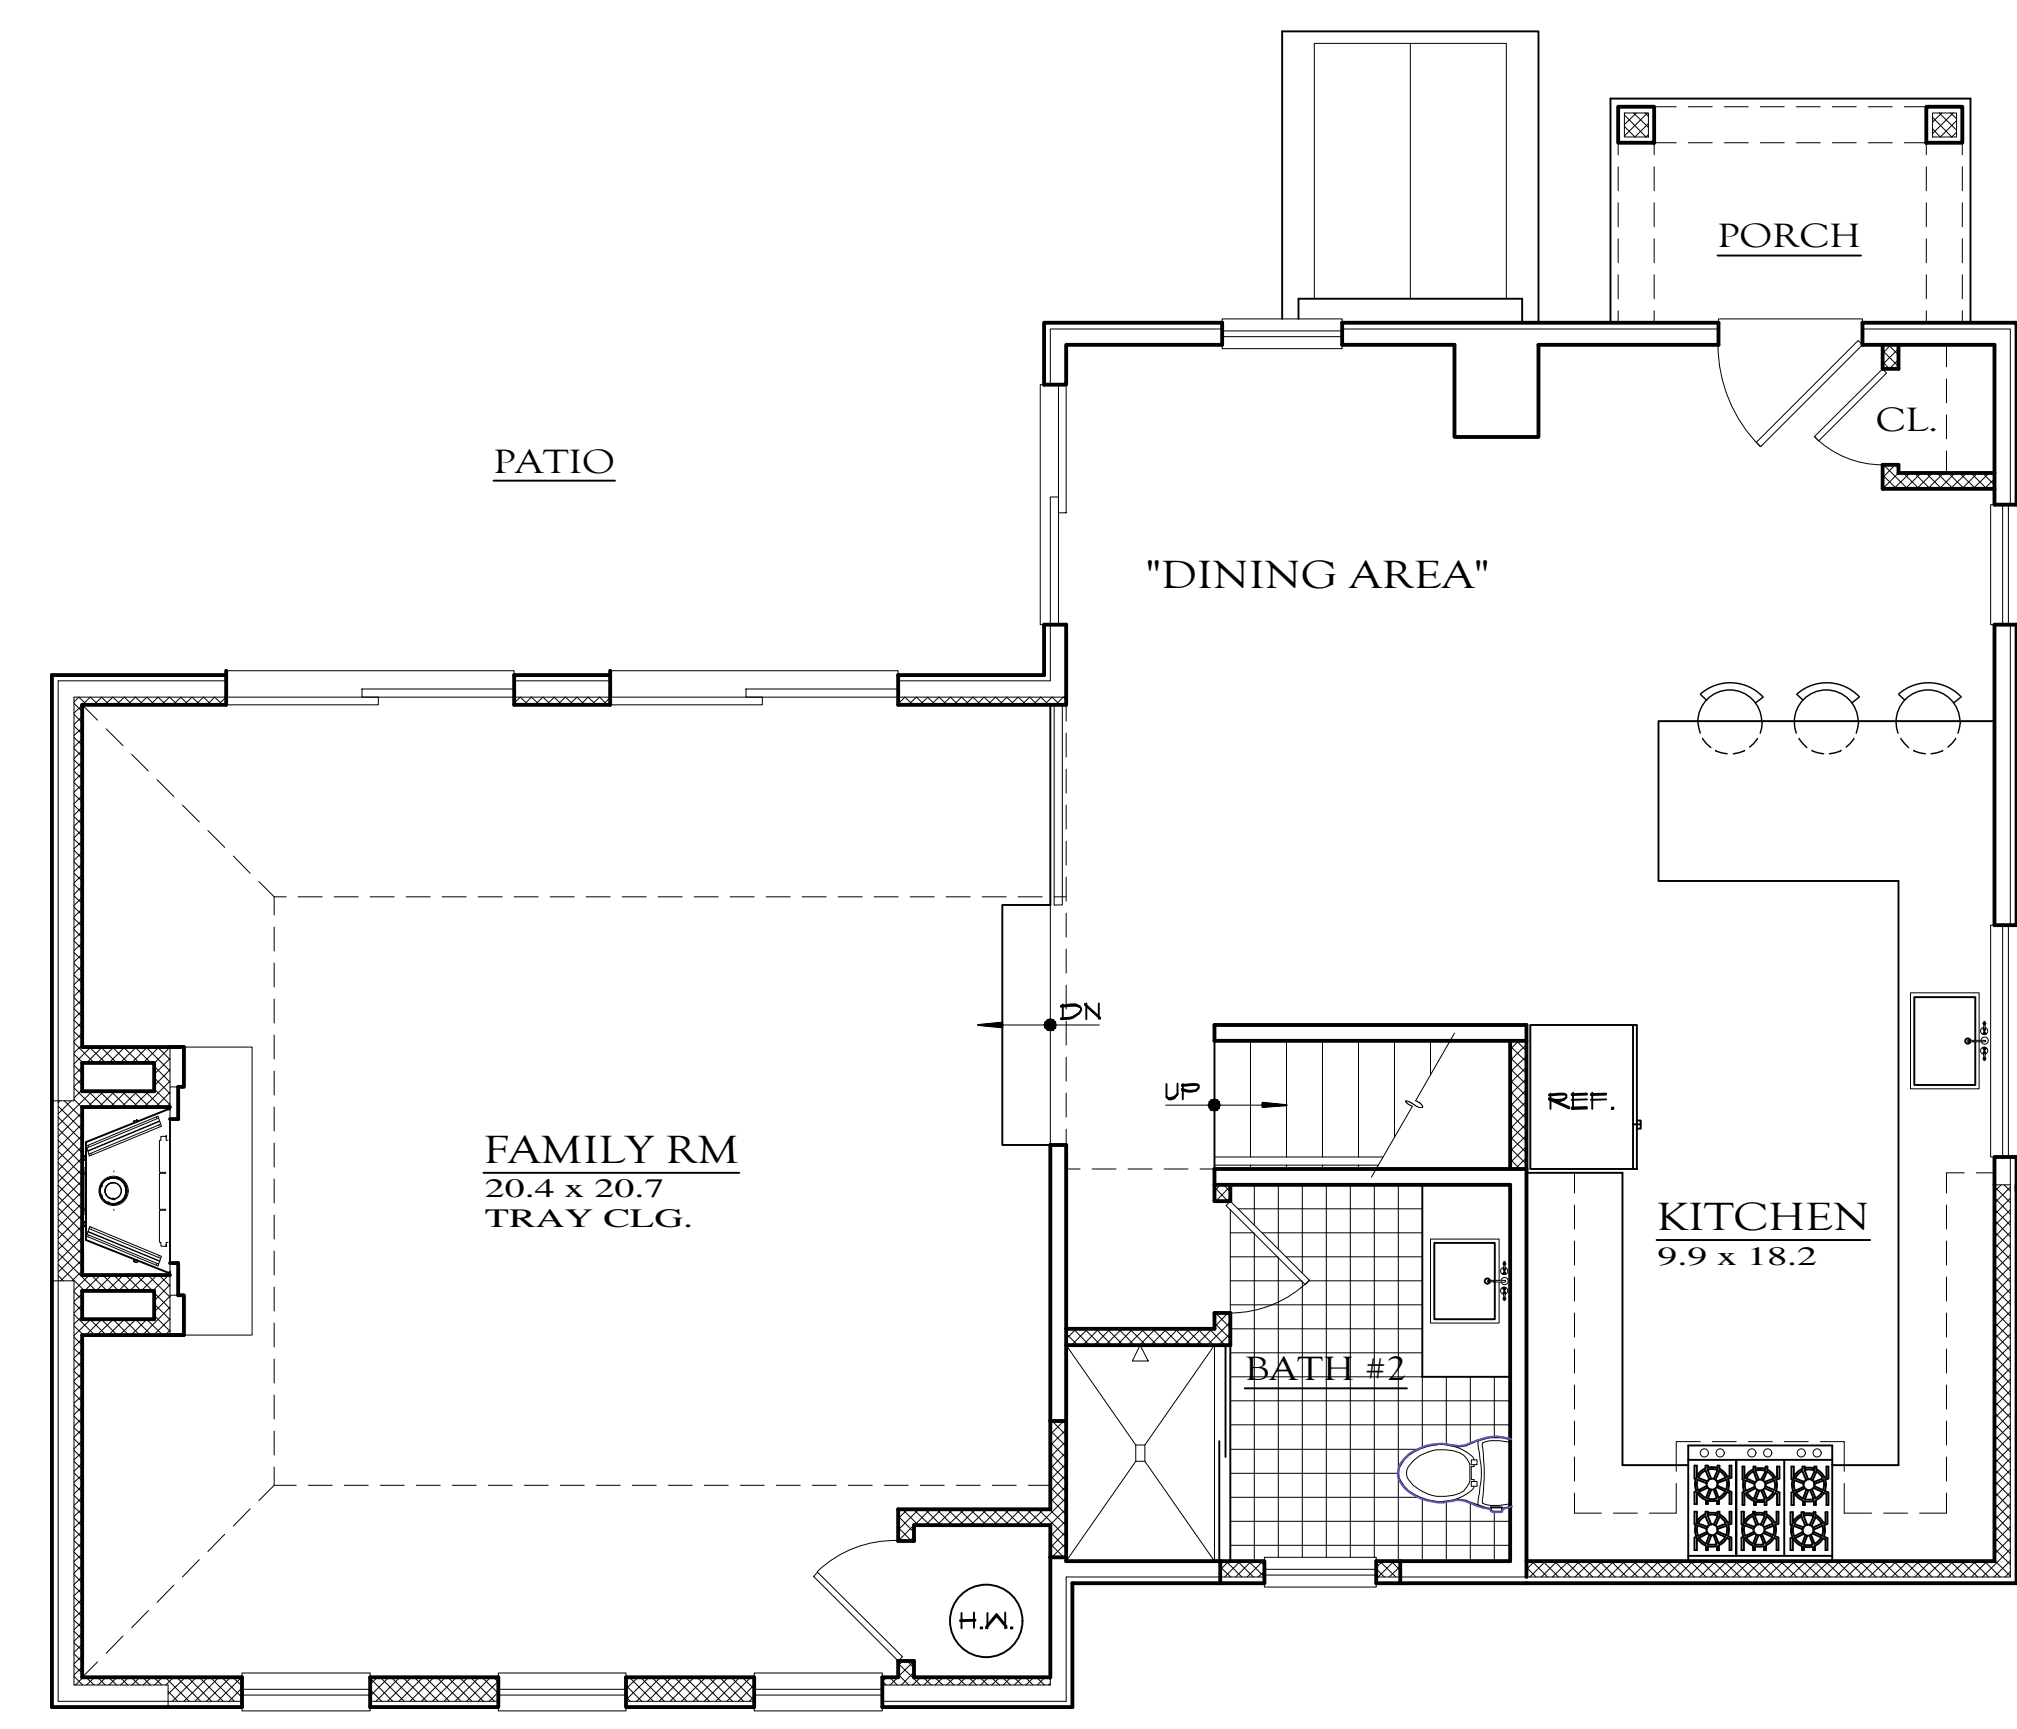 PORCH
CL.
PATIO
"DINING AREA"
DN
UP
REF.
FAMILY RM
20.4 x 20.7
TRAY CLG.
KITCHEN
9.9 x 18.2
BATH #2
H.W.